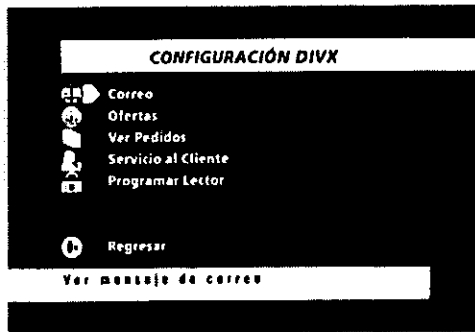 CONFIGURACIÓN DIVX
Correo
Ofertas
Ver Pedidos
Servicio al Cliente
Programar Lector
Regresar
Ver mensaje de correo